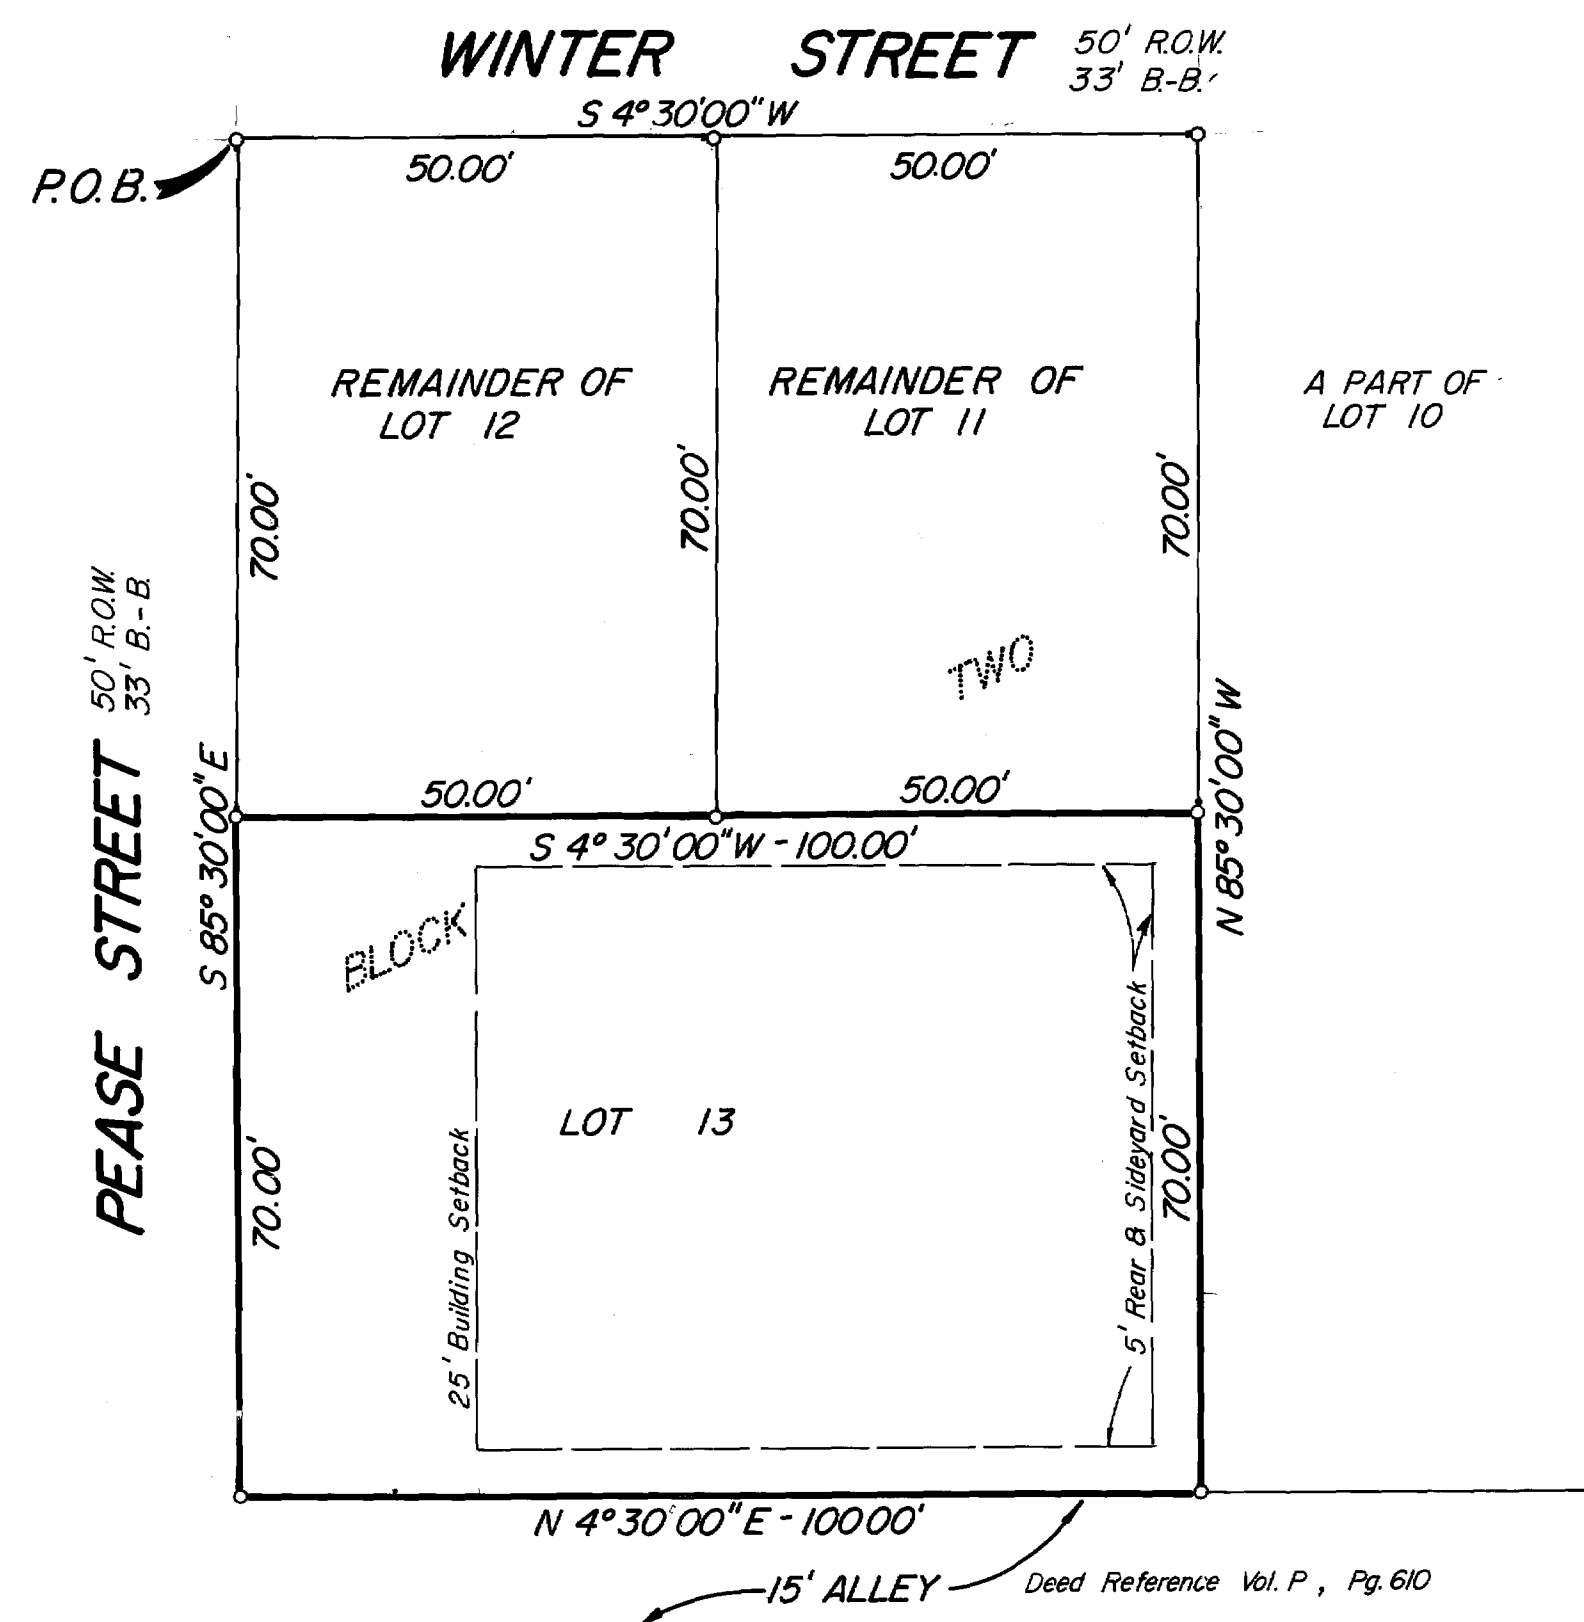 WINTER STREET 50' R.O.W.
33' B.-B.
S 4° 30'00" W
P.O.B.
50.00'
50.00'
REMAINDER OF
LOT 12
REMAINDER OF
LOT 11
A PART OF
LOT 10
70.00'
70.00'
70.00'
PEASE STREET 50' R.O.W.
33' B.-B.
S 85° 30'00" E
N 85° 30'00" W
BLOCK TWO
50.00'
50.00'
S 4° 30'00" W - 100.00'
LOT 13
70.00'
25' Building Setback
5' Rear & Sideyard Setback
70.00'
N 4° 30'00" E - 10000'
15' ALLEY
Deed Reference Vol. P , Pg. 610